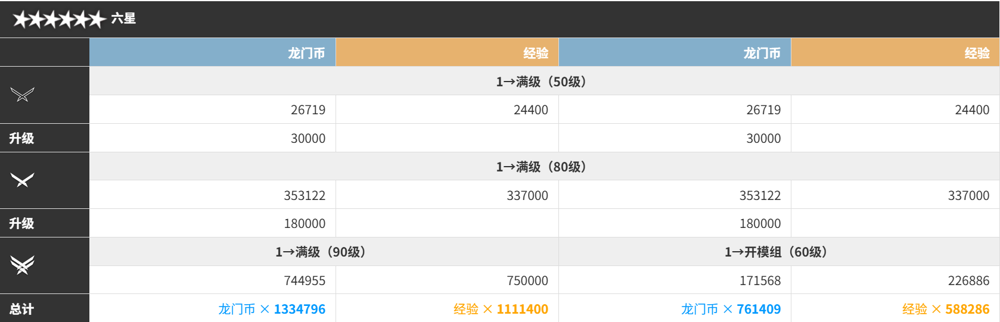 六星
龙门币 经验 龙门币 经验
1→满级（50级）
26719 24400 26719 24400
升级 30000 30000
1→满级（80级）
353122 337000 353122 337000
升级 180000 180000
1→满级（90级） 1→开模组（60级）
744955 750000 171568 226886
总计 龙门币 × 1334796 经验 × 1111400 龙门币 × 761409 经验 × 588286